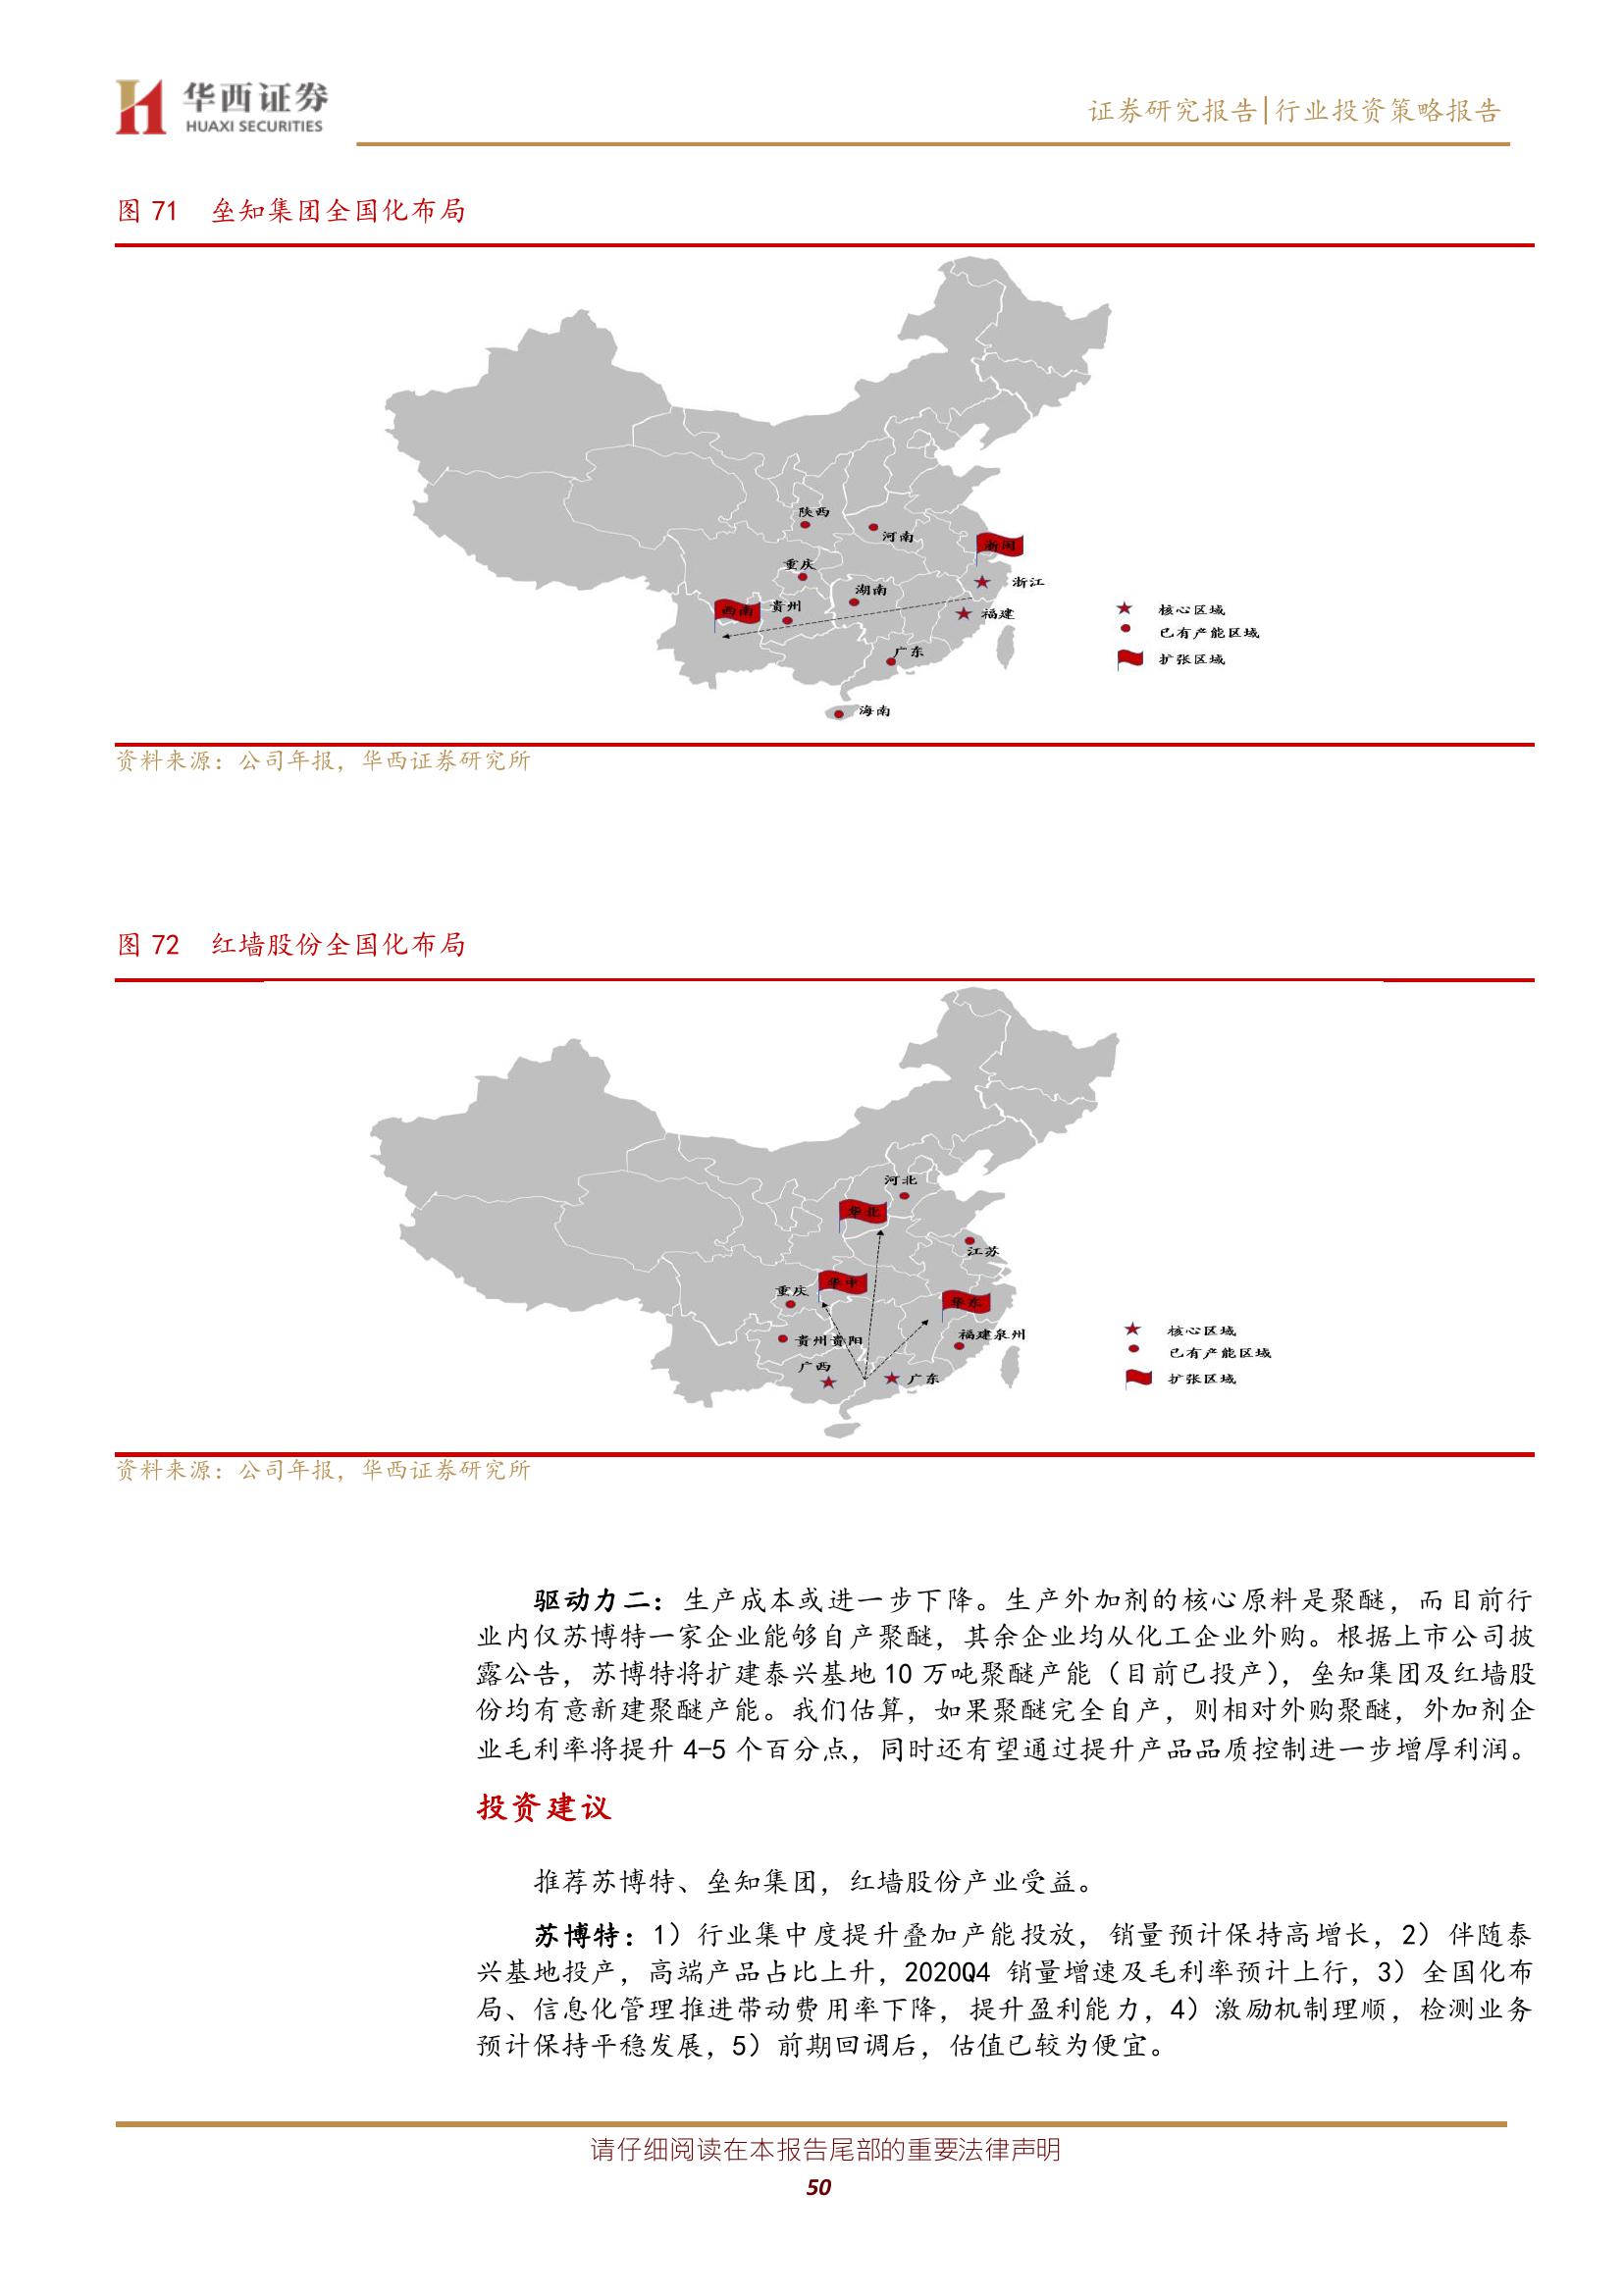 华西证券
HUAXI SECURITIES
证券研究报告|行业投资策略报告
图 71 垒知集团全国化布局
陕西
河南
浙闽
重庆
浙江
湖南
西南
贵州
福建
广东
海南
核心区域
已有产能区域
扩张区域
资料来源：公司年报，华西证券研究所
图 72 红墙股份全国化布局
河北
华北
江苏
重庆
华中
华东
福建泉州
贵州贵阳
广西
广东
核心区域
已有产能区域
扩张区域
资料来源：公司年报，华西证券研究所
驱动力二：生产成本或进一步下降。生产外加剂的核心原料是聚醚，而目前行
业内仅苏博特一家企业能够自产聚醚，其余企业均从化工企业外购。根据上市公司披
露公告，苏博特将扩建泰兴基地 10 万吨聚醚产能（目前已投产），垒知集团及红墙股
份均有意新建聚醚产能。我们估算，如果聚醚完全自产，则相对外购聚醚，外加剂企
业毛利率将提升 4-5 个百分点，同时还有望通过提升产品品质控制进一步增厚利润。
投资建议
推荐苏博特、垒知集团，红墙股份产业受益。
苏博特：1）行业集中度提升叠加产能投放，销量预计保持高增长，2）伴随泰
兴基地投产，高端产品占比上升，2020Q4 销量增速及毛利率预计上行，3）全国化布
局、信息化管理推进带动费用率下降，提升盈利能力，4）激励机制理顺，检测业务
预计保持平稳发展，5）前期回调后，估值已较为便宜。
请仔细阅读在本报告尾部的重要法律声明
50